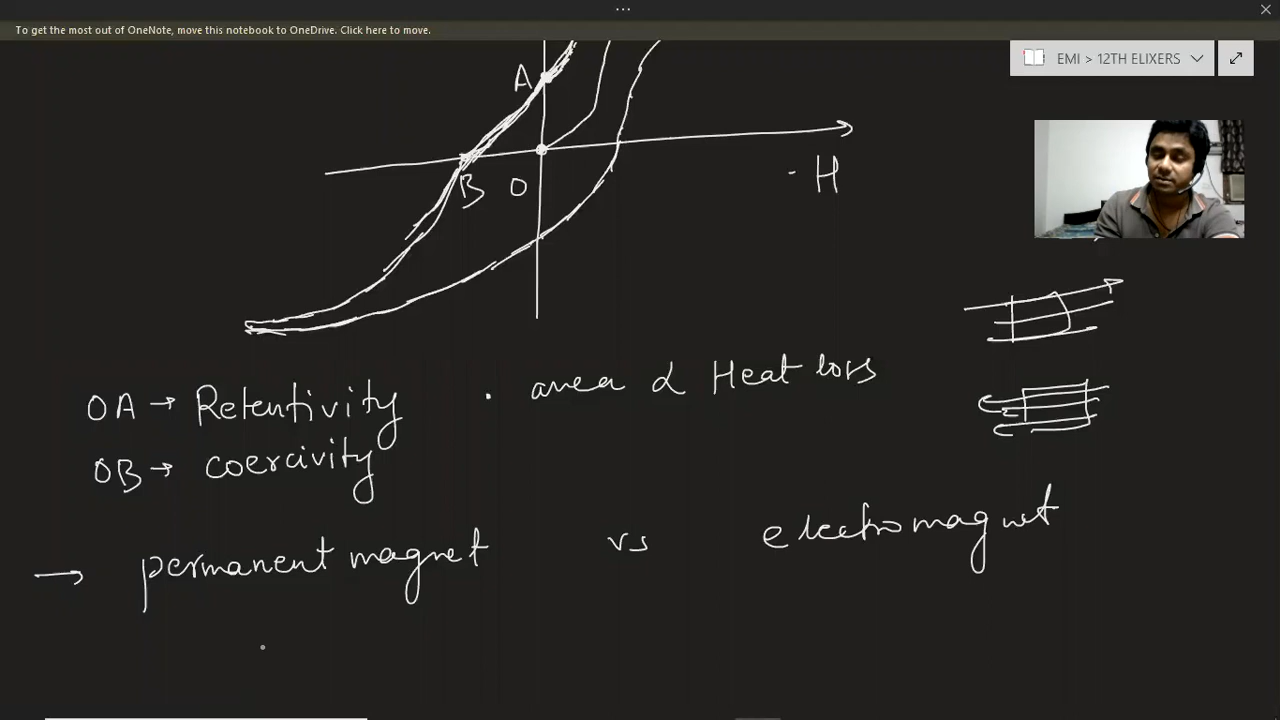 To get the most out of OneNote, move this notebook to OneDrive. Click here to move.
EMI > 12TH ELIXERS
A
B O
H
OA → Retentivity
· area α Heat loss
OB → coercivity
→ permanent magnet vs electromagnet